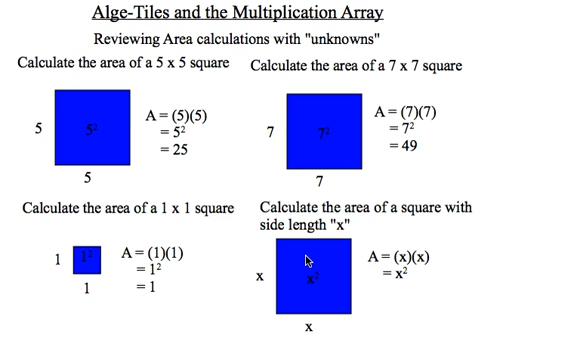 Alge-Tiles and the Multiplication Array
Reviewing Area calculations with "unknowns"
Calculate the area of a 5 x 5 square
5
5²
A = (5)(5)
= 5²
= 25
5
Calculate the area of a 7 x 7 square
7
7²
A = (7)(7)
= 7²
= 49
7
Calculate the area of a 1 x 1 square
1
1²
A = (1)(1)
= 1²
= 1
1
Calculate the area of a square with
side length "x"
x
x²
A = (x)(x)
= x²
x